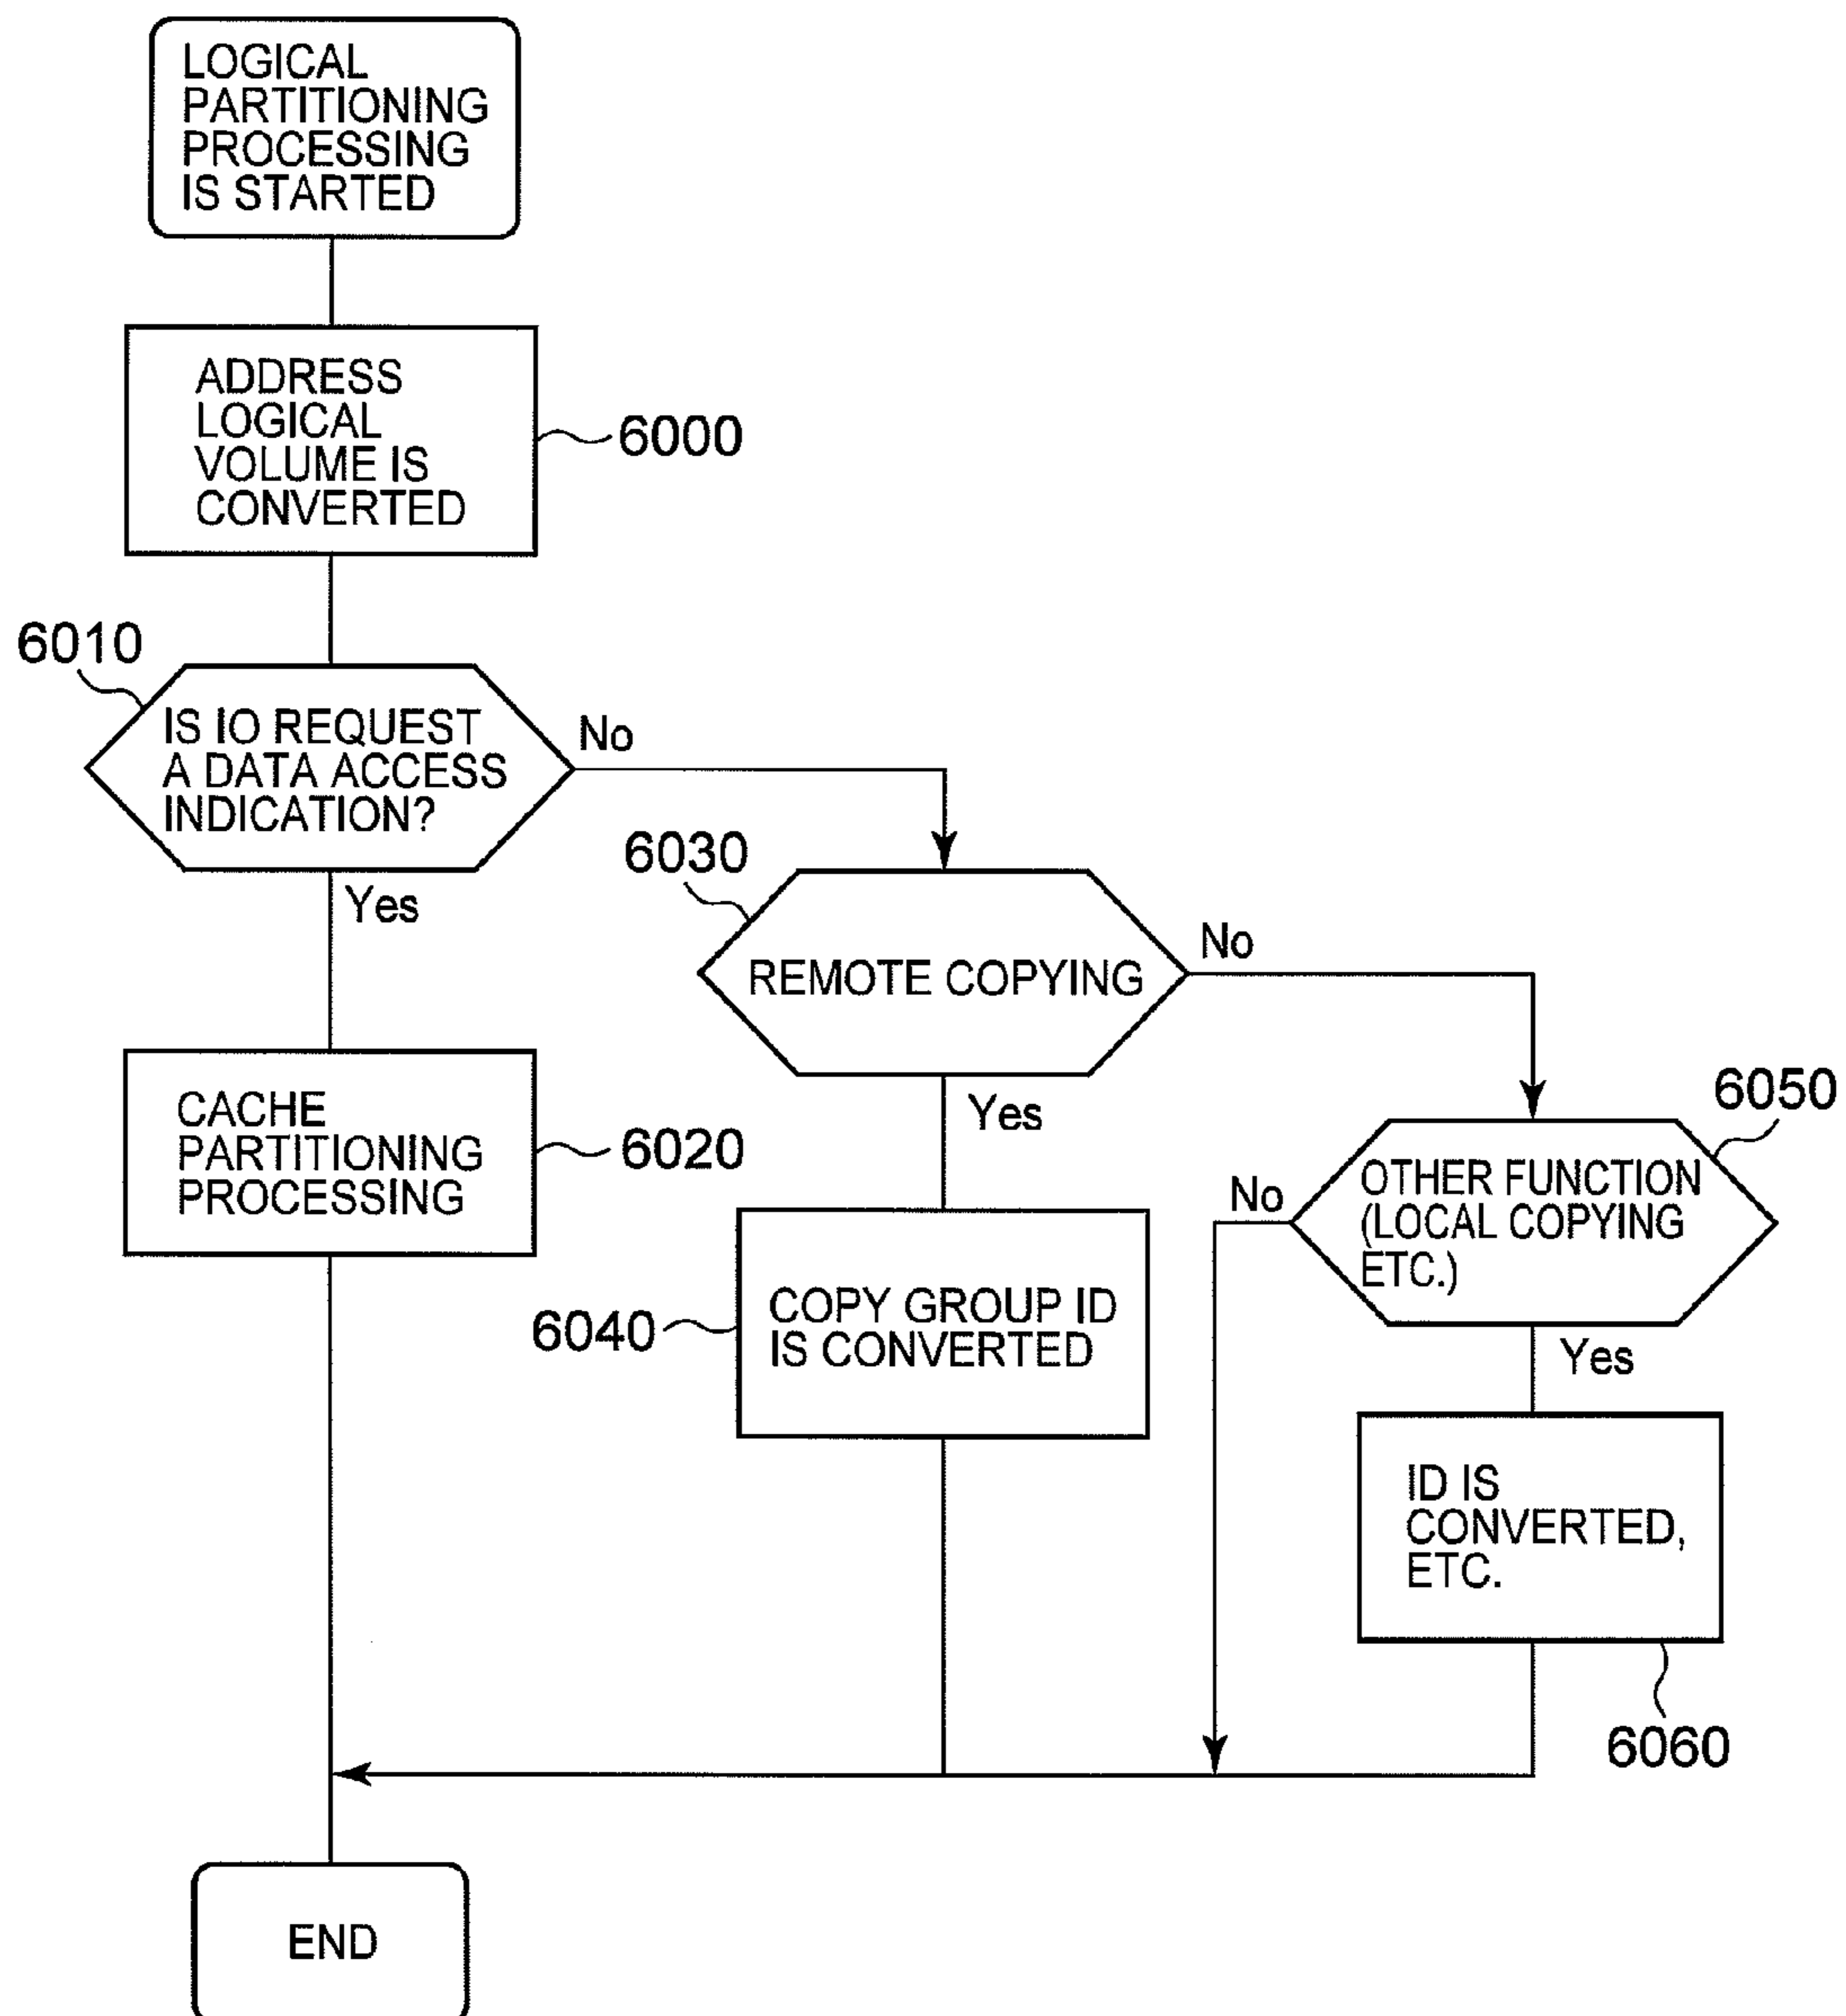 LOGICAL
PARTITIONING
PROCESSING
IS STARTED
ADDRESS
LOGICAL
VOLUME IS
CONVERTED
6000
6010
IS IO REQUEST
A DATA ACCESS
INDICATION?
No
Yes
6030
REMOTE COPYING
No
Yes
CACHE
PARTITIONING
PROCESSING
6020
6050
OTHER FUNCTION
(LOCAL COPYING
ETC.)
No
Yes
6040
COPY GROUP ID
IS CONVERTED
ID IS
CONVERTED,
ETC.
6060
END